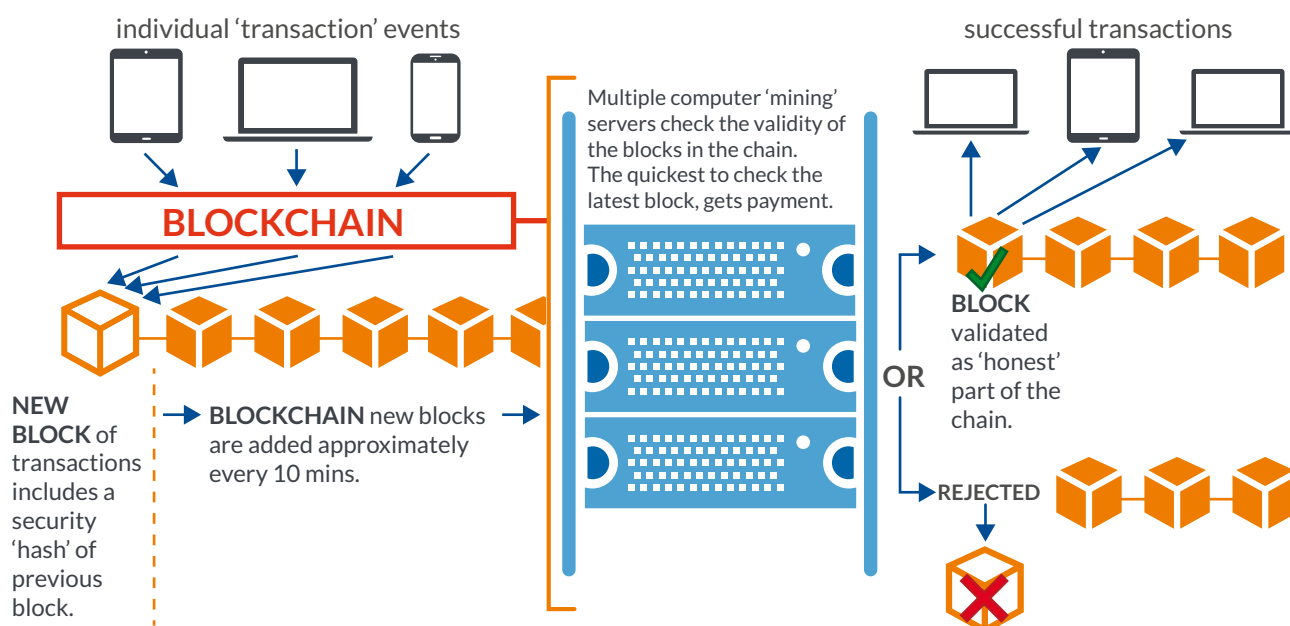 individual ‘transaction’ events
BLOCKCHAIN
NEW
BLOCK of
transactions
includes a
security
‘hash’ of
previous
block.
BLOCKCHAIN new blocks
are added approximately
every 10 mins.
Multiple computer ‘mining’
servers check the validity of
the blocks in the chain.
The quickest to check the
latest block, gets payment.
OR
successful transactions
BLOCK
validated
as ‘honest’
part of the
chain.
REJECTED